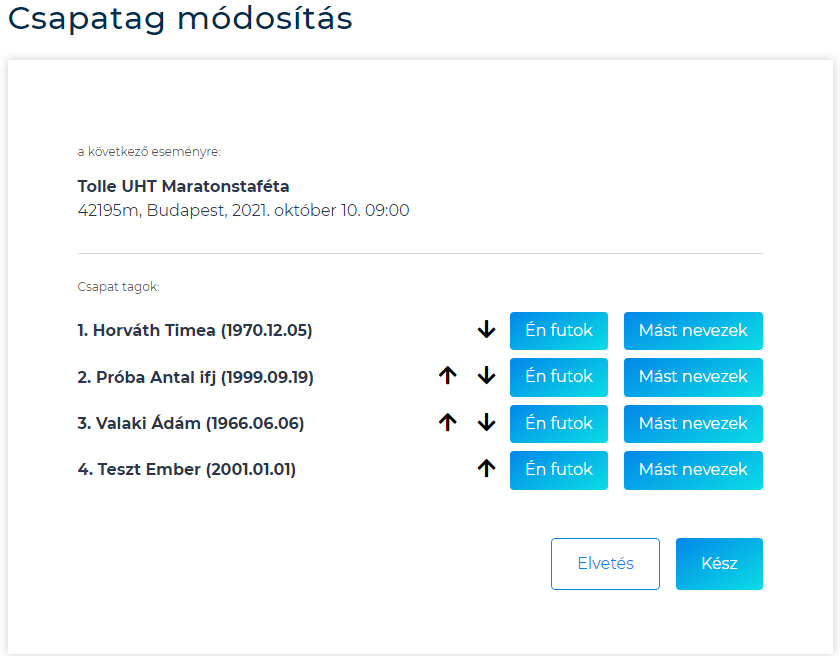 Csapatag módosítás
a következő eseményre:
Tolle UHT Maratonstaféta
42195m, Budapest, 2021. október 10. 09:00
Csapat tagok:
1. Horváth Timea (1970.12.05) Én futok Mást nevezek
2. Próba Antal ifj (1999.09.19) Én futok Mást nevezek
3. Valaki Ádám (1966.06.06) Én futok Mást nevezek
4. Teszt Ember (2001.01.01) Én futok Mást nevezek
Elvetés Kész